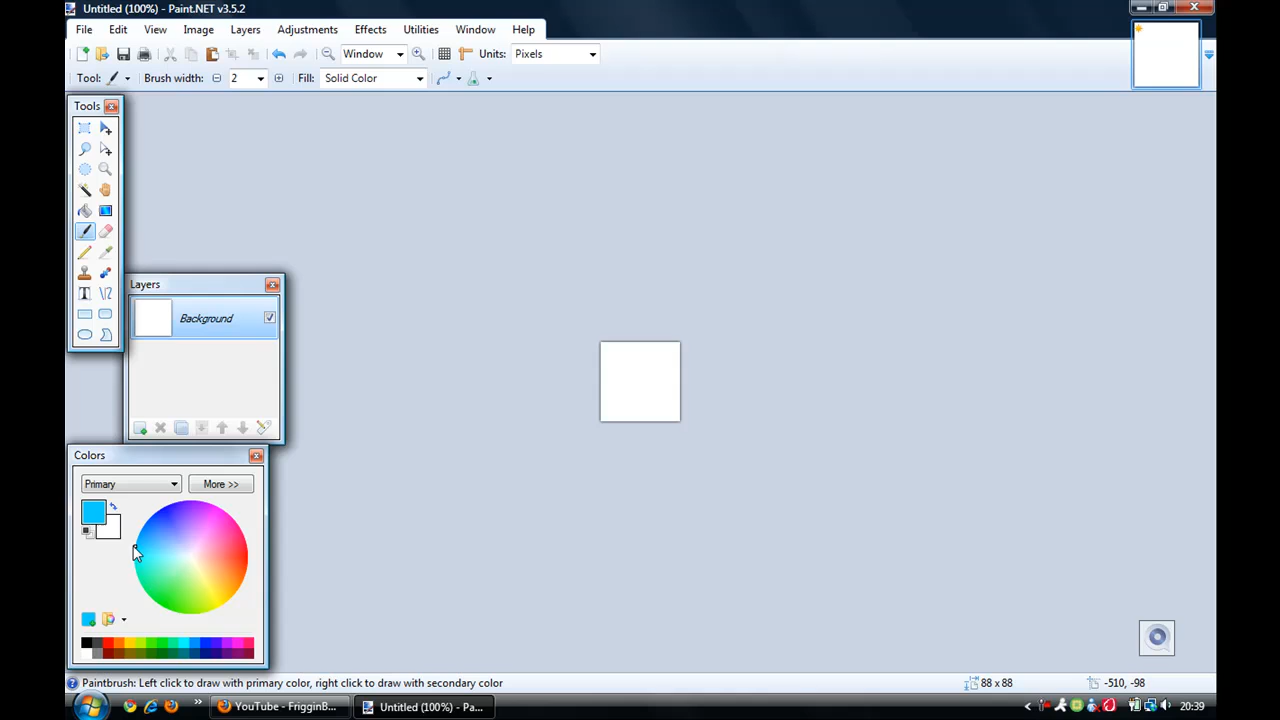 Untitled (100%) - Paint.NET v3.5.2
File Edit View Image Layers Adjustments Effects Utilities Window Help
Window Units: Pixels
Tool: Brush width: 2 Fill: Solid Color
Tools
Layers
Background
Colors
Primary More >>
Paintbrush: Left click to draw with primary color, right click to draw with secondary color 88 x 88 -510, -98
YouTube - FrigginB... Untitled (100%) - Pa... 20:39